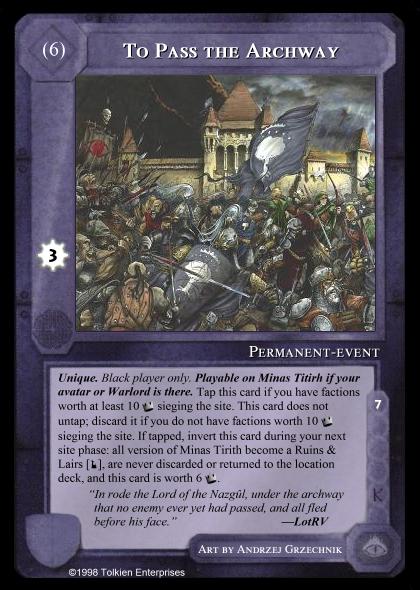 (6)
To Pass the Archway
3
Permanent-event
Unique. Black player only. Playable on Minas Titirh if your
avatar or Warlord is there. Tap this card if you have factions
worth at least 10 sieging the site. This card does not
untap; discard it if you do not have factions worth 10
sieging the site. If tapped, invert this card during your next
site phase: all version of Minas Tirith become a Ruins &
Lairs [ ], are never discarded or returned to the location
deck, and this card is worth 6 .
7
"In rode the Lord of the Nazgûl, under the archway
that no enemy ever yet had passed, and all fled
before his face." —LotRV
K
Art by Andrzej Grzechnik
©1998 Tolkien Enterprises